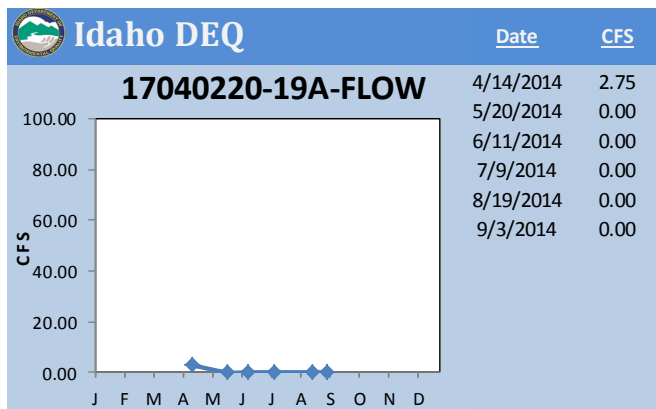 Idaho DEQ
Date CFS
17040220-19A-FLOW
4/14/2014 2.75
5/20/2014 0.00
6/11/2014 0.00
7/9/2014 0.00
8/19/2014 0.00
9/3/2014 0.00
100.00
80.00
60.00
40.00
20.00
0.00
CFS
J F M A M J J A S O N D